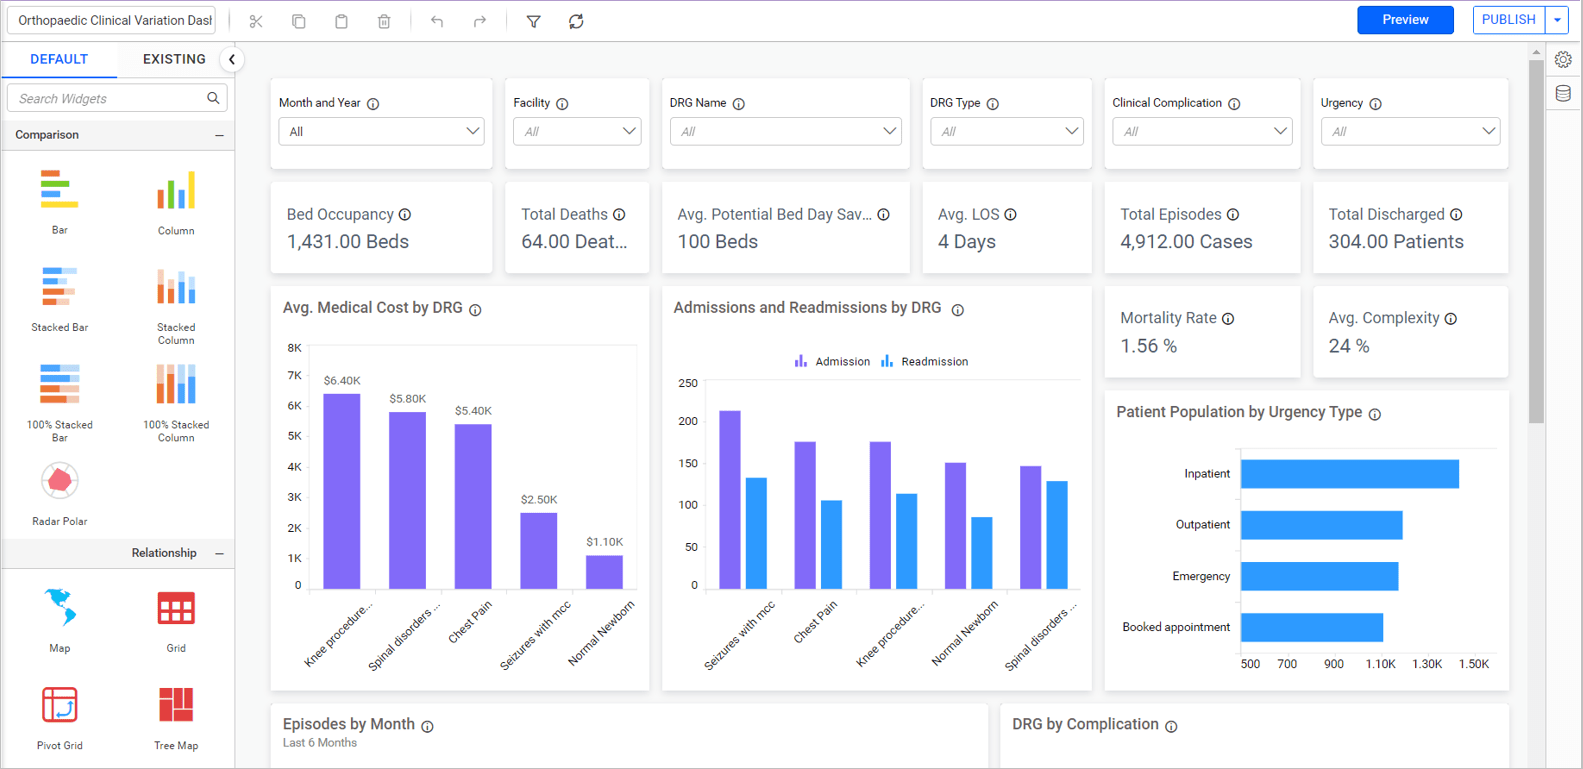 Orthopaedic Clinical Variation Dash
Preview
PUBLISH
DEFAULT
EXISTING
Search Widgets
Comparison
Bar
Column
Stacked Bar
Stacked
Column
100% Stacked
Bar
100% Stacked
Column
Radar Polar
Relationship
Map
Grid
Pivot Grid
Tree Map
Month and Year
All
Facility
All
DRG Name
All
DRG Type
All
Clinical Complication
All
Urgency
All
Bed Occupancy
1,431.00 Beds
Total Deaths
64.00 Deat...
Avg. Potential Bed Day Sav...
100 Beds
Avg. LOS
4 Days
Total Episodes
4,912.00 Cases
Total Discharged
304.00 Patients
Avg. Medical Cost by DRG
8K
7K
6K
5K
4K
3K
2K
1K
0
$6.40K
$5.80K
$5.40K
$2.50K
$1.10K
Knee procedure...
Spinal disorders ...
Chest Pain
Seizures with mcc
Normal Newborn
Admissions and Readmissions by DRG
Admission
Readmission
250
200
150
100
50
0
Seizures with mcc
Chest Pain
Knee procedure...
Normal Newborn
Spinal disorders ...
Mortality Rate
1.56 %
Avg. Complexity
24 %
Patient Population by Urgency Type
Inpatient
Outpatient
Emergency
Booked appointment
500
700
900
1.10K
1.30K
1.50K
Episodes by Month
Last 6 Months
DRG by Complication